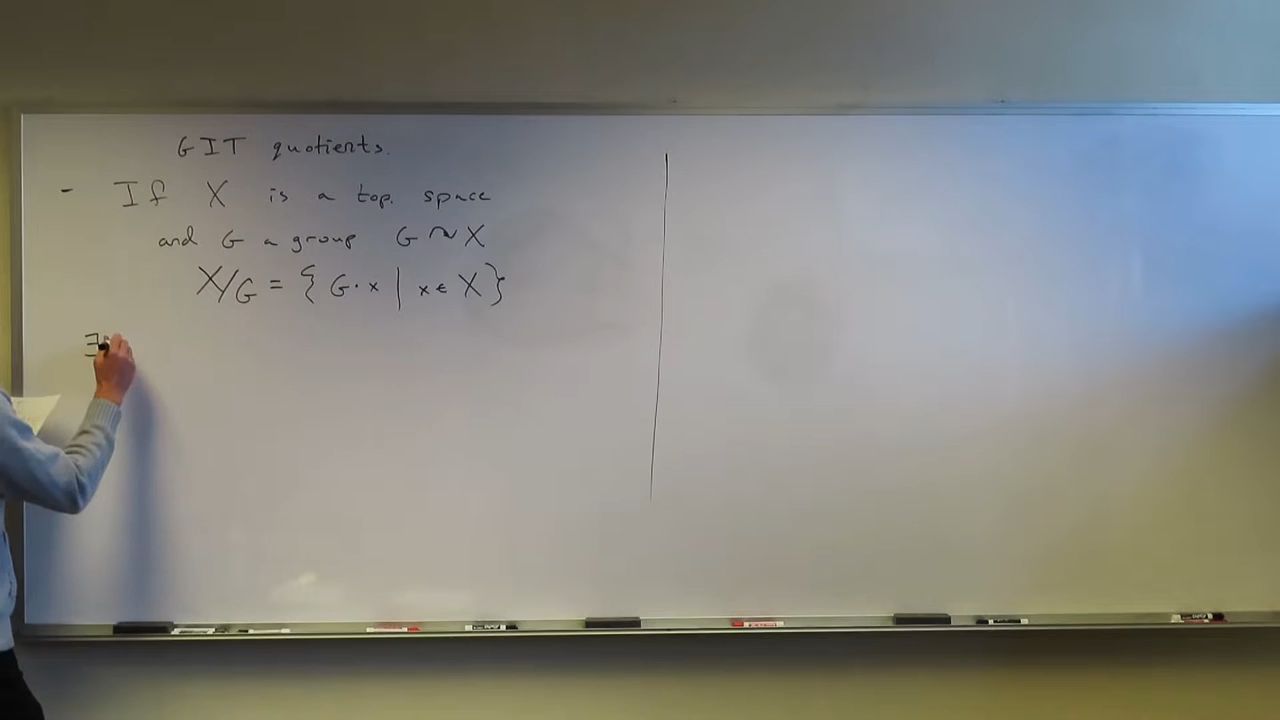 GIT quotients.
- If X is a top. space
and G a group G ↷ X
X/G = { G · x | x ∈ X }
∃